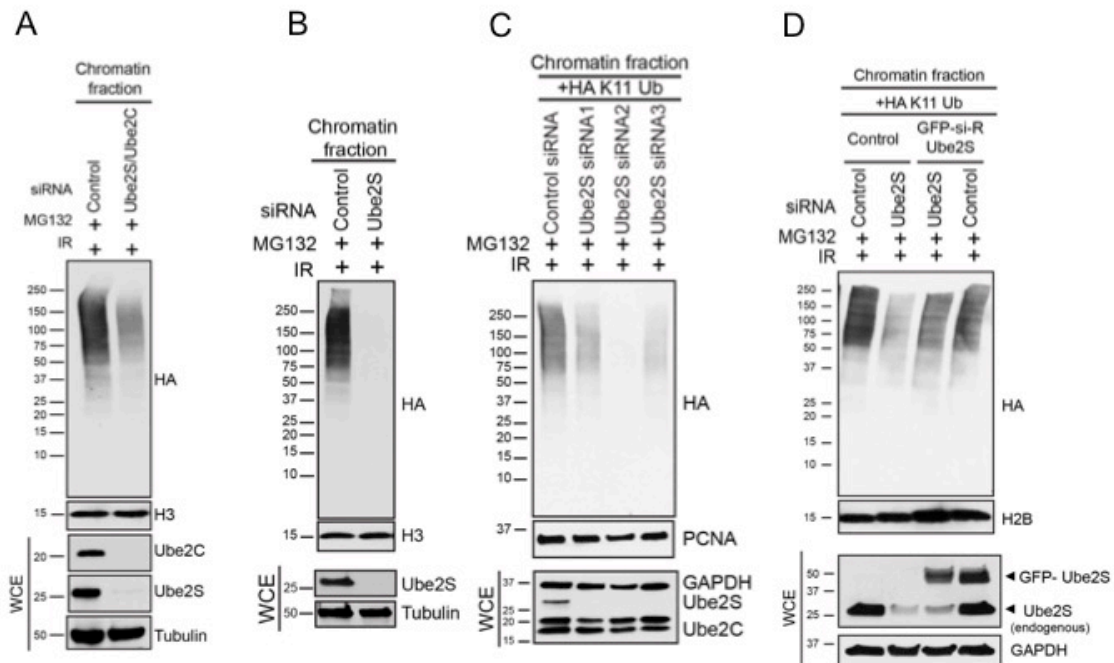 A
Chromatin
fraction
siRNA
Control
Ube2S/Ube2C
MG132 + +
IR + +
250
150
100
75
50
37
25
20
15
10
HA
15
H3
WCE
20
Ube2C
25
Ube2S
50
Tubulin
B
Chromatin
fraction
siRNA
Control
Ube2S
MG132 + +
IR + +
250
150
100
75
50
37
25
20
15
10
HA
15
H3
WCE
25
Ube2S
50
Tubulin
C
Chromatin fraction
+HA K11 Ub
Control siRNA
Ube2S siRNA1
Ube2S siRNA2
Ube2S siRNA3
MG132 + + + +
IR + + + +
250
150
100
75
50
37
25
20
15
10
HA
37
PCNA
WCE
37
25
20
15
GAPDH
Ube2S
Ube2C
D
Chromatin fraction
+HA K11 Ub
Control
GFP-si-R
Ube2S
siRNA
Control
Ube2S
Ube2S
Control
MG132 + + + +
IR + + + +
250
150
100
75
50
37
25
20
15
10
HA
15
H2B
WCE
50
37
25
◄ GFP- Ube2S
◄ Ube2S
(endogenous)
37
GAPDH